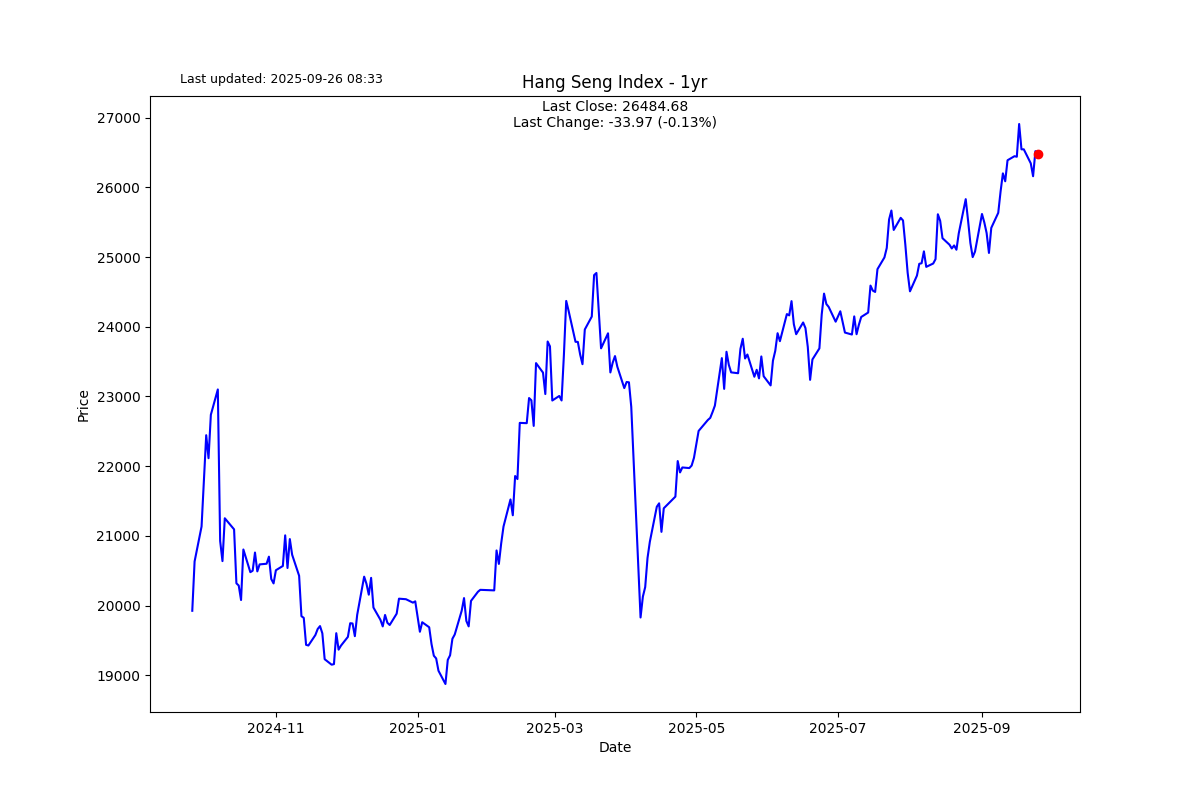 Last updated: 2025-09-26 08:33
Hang Seng Index - 1yr
Last Close: 26484.68
Last Change: -33.97 (-0.13%)
27000
26000
25000
24000
23000
22000
21000
20000
19000
Price
2024-11
2025-01
2025-03
2025-05
2025-07
2025-09
Date